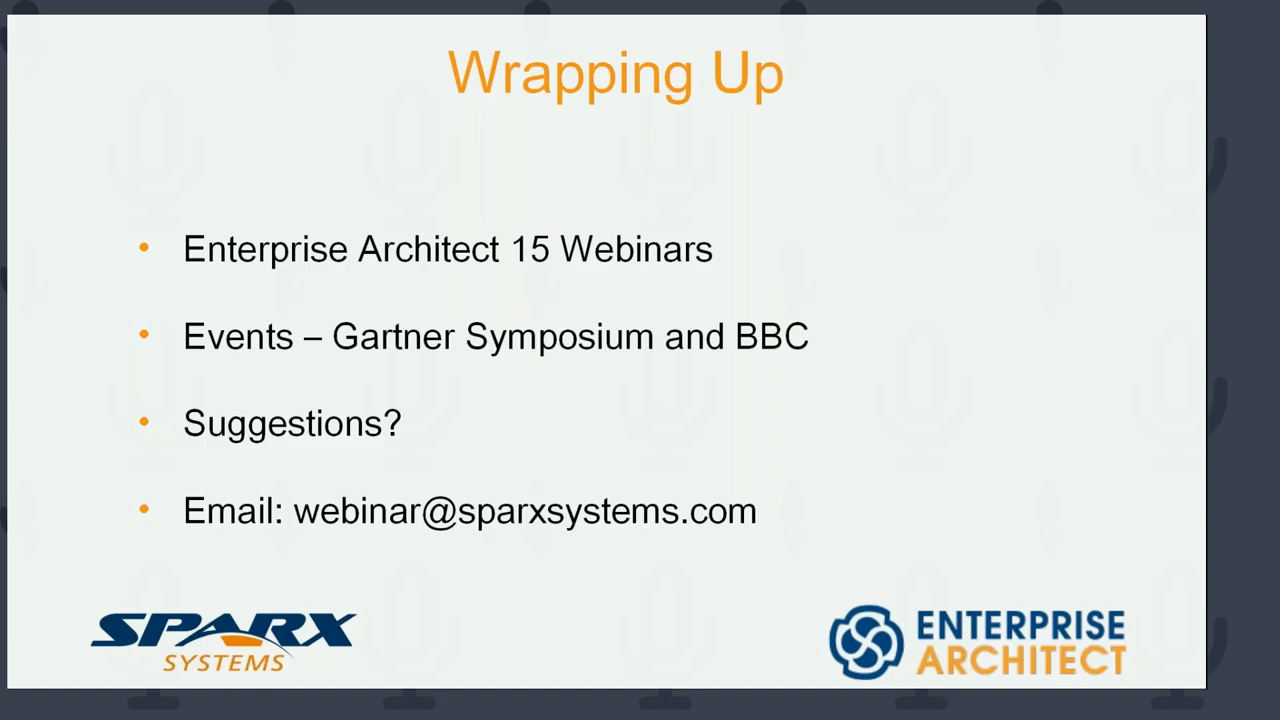 Wrapping Up
• Enterprise Architect 15 Webinars
• Events – Gartner Symposium and BBC
• Suggestions?
• Email: webinar@sparxsystems.com
SPARX
SYSTEMS
ENTERPRISE
ARCHITECT